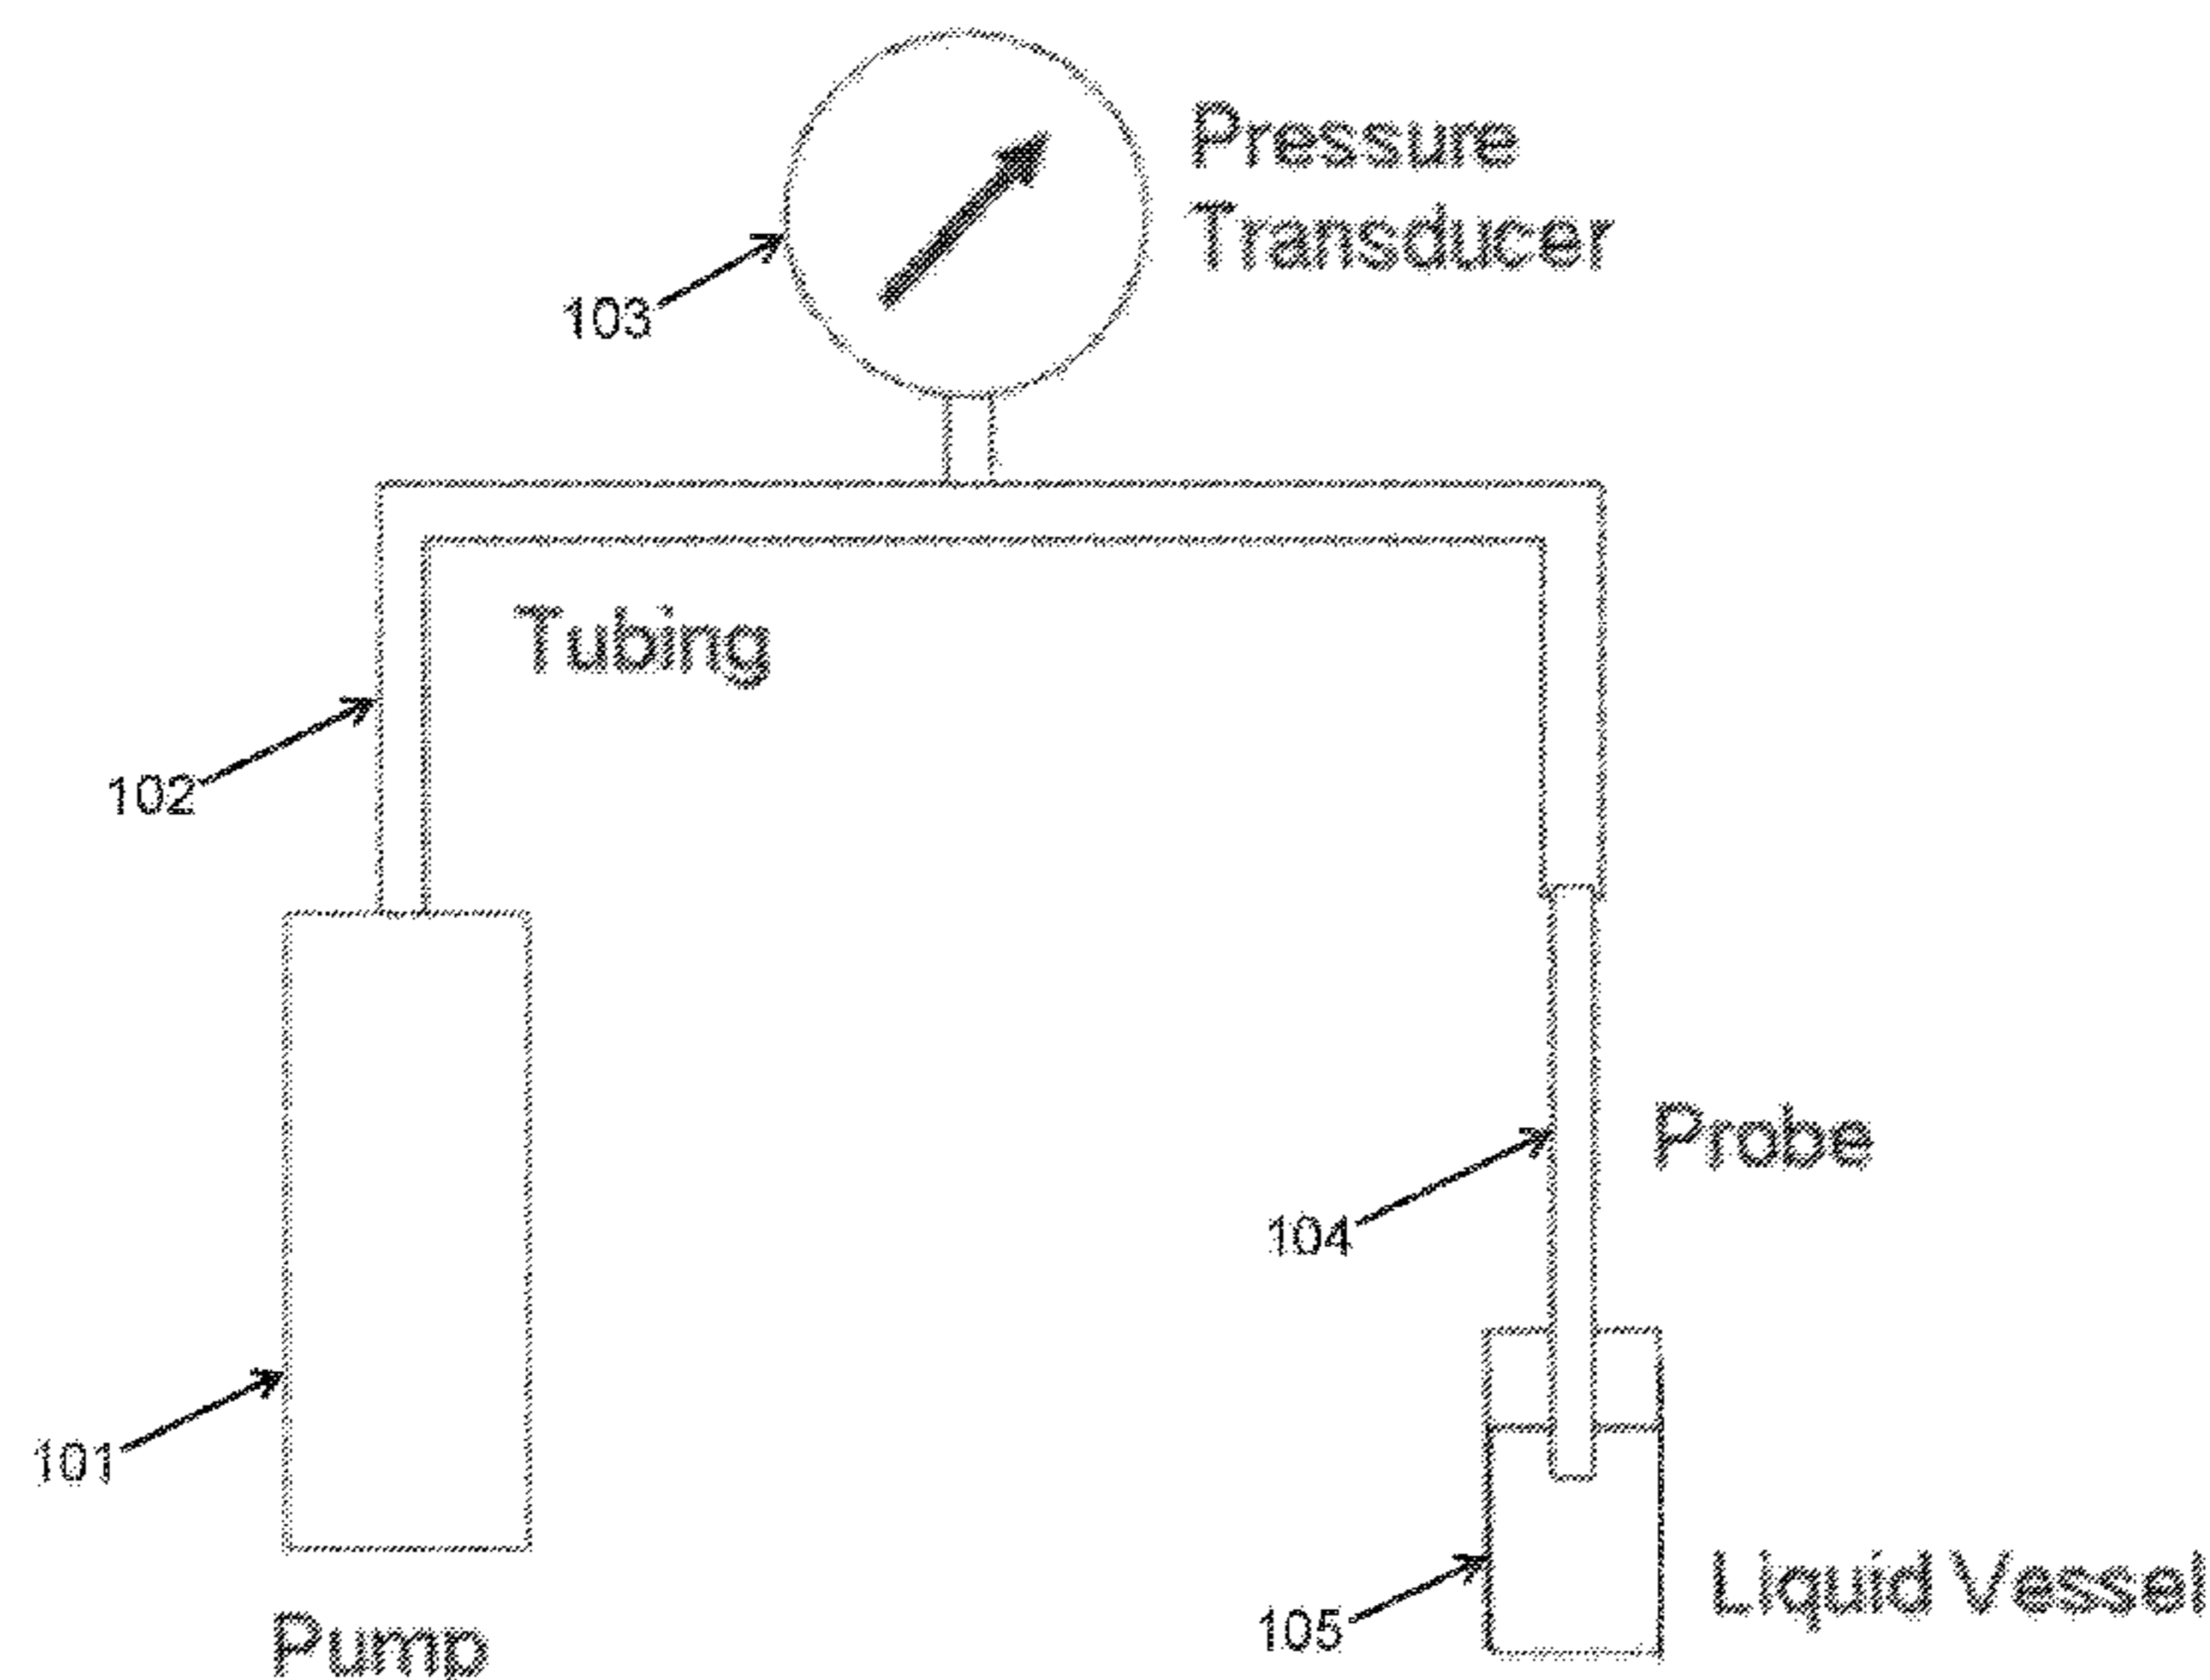 Pressure
Transducer
103
Tubing
102
Probe
104
101
105
Liquid Vessel
Pump